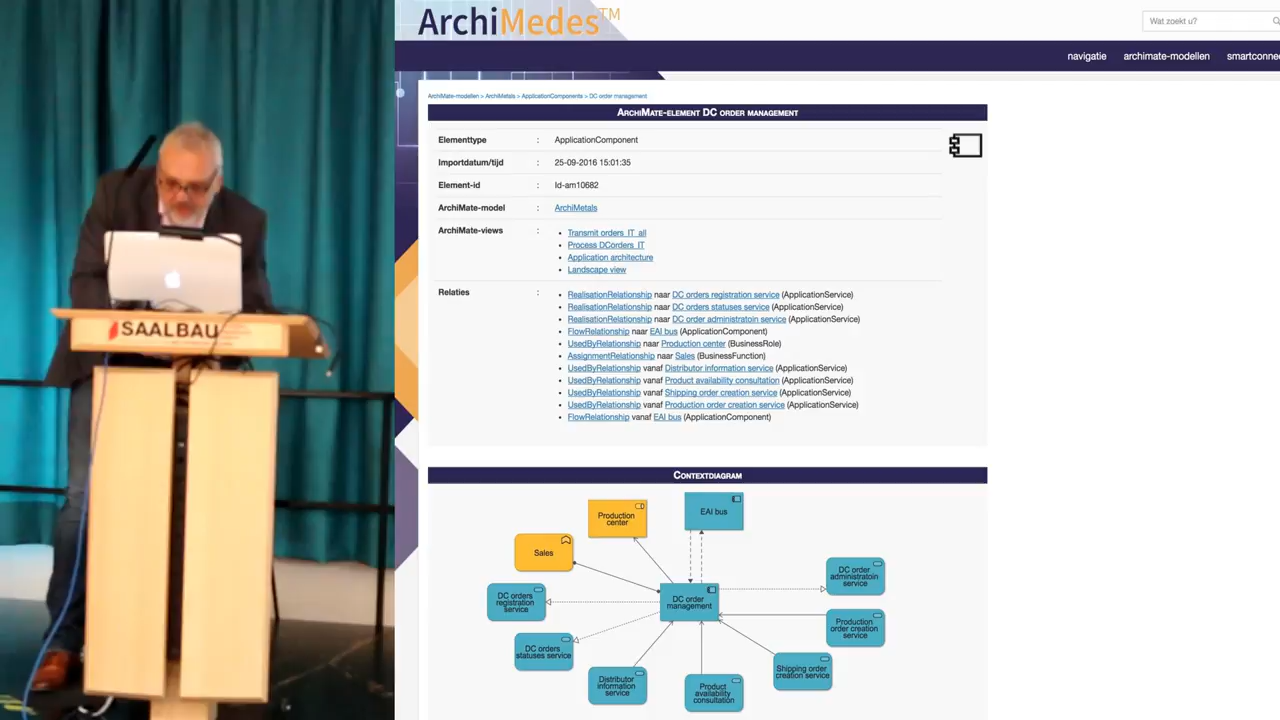 ArchiMedes™
Wat zoekt u?
navigatie archimate-modellen smartconnec
ArchiMate-modellen > ArchiMetals > ApplicationComponents > DC order management
ArchiMate-element DC order management
Elementtype : ApplicationComponent
Importdatum/tijd : 25-09-2016 15:01:35
Element-id : Id-am10682
ArchiMate-model : ArchiMetals
ArchiMate-views :
• Transmit orders_IT_all
• Process DCorders_IT
• Application architecture
• Landscape view
Relaties :
• RealisationRelationship naar DC orders registration service (ApplicationService)
• RealisationRelationship naar DC orders statuses service (ApplicationService)
• RealisationRelationship naar DC order administratoin service (ApplicationService)
• FlowRelationship naar EAI bus (ApplicationComponent)
• UsedByRelationship naar Production center (BusinessRole)
• AssignmentRelationship naar Sales (BusinessFunction)
• UsedByRelationship vanaf Distributor information service (ApplicationService)
• UsedByRelationship vanaf Product availability consultation (ApplicationService)
• UsedByRelationship vanaf Shipping order creation service (ApplicationService)
• UsedByRelationship vanaf Production order creation service (ApplicationService)
• FlowRelationship vanaf EAI bus (ApplicationComponent)
Contextdiagram
Production
center
EAI bus
Sales
DC order
administratoin
service
DC orders
registration
service
DC order
management
Production
order creation
service
DC orders
statuses service
Distributor
information
service
Product
availability
consultation
Shipping order
creation service
SAALBAU